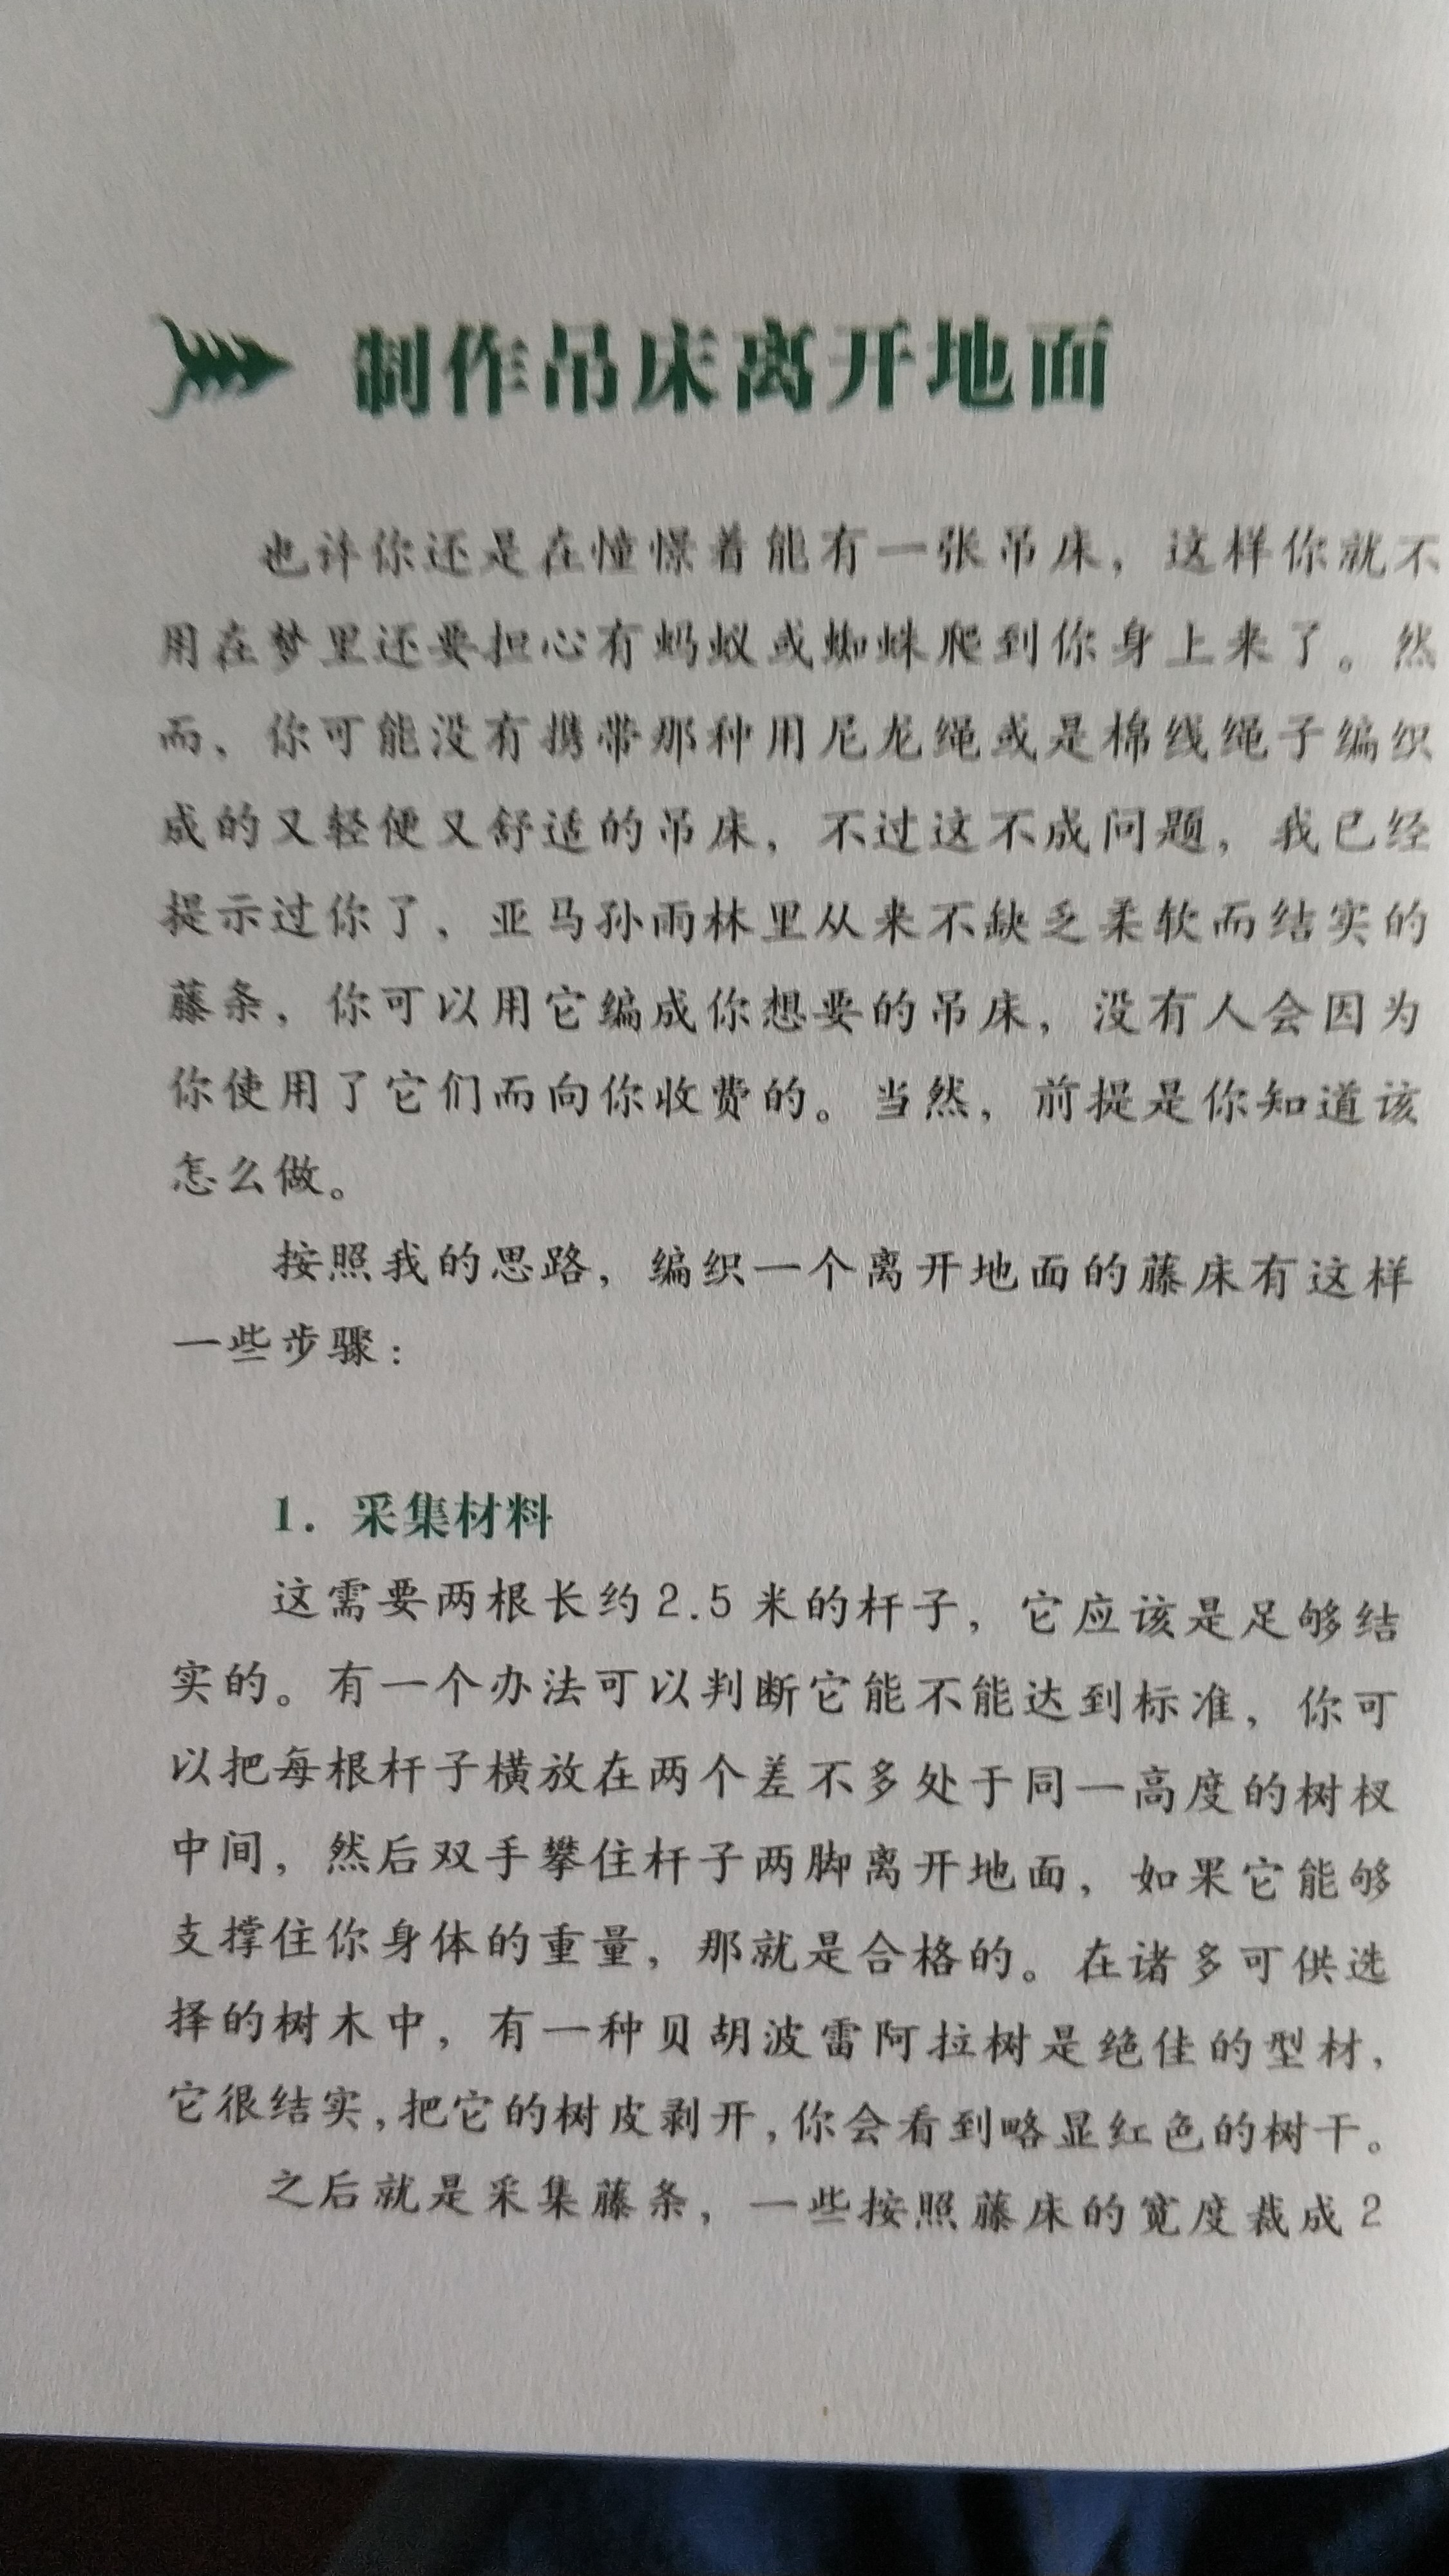 制作吊床离开地面
也许你还是在憧憬着能有一张吊床，这样你就不
用在梦里还要担心有蚂蚁或蜘蛛爬到你身上来了。然
而，你可能没有携带那种用尼龙绳或是棉线绳子编织
成的又轻便又舒适的吊床，不过这不成问题，我已经
提示过你了，亚马孙雨林里从来不缺乏柔软而结实的
藤条，你可以用它编成你想要的吊床，没有人会因为
你使用了它们而向你收费的。当然，前提是你知道该
怎么做。
按照我的思路，编织一个离开地面的藤床有这样
一些步骤：
1. 采集材料
这需要两根长约2.5米的杆子，它应该是足够结
实的。有一个办法可以判断它能不能达到标准，你可
以把每根杆子横放在两个差不多处于同一高度的树杈
中间，然后双手攀住杆子两脚离开地面，如果它能够
支撑住你身体的重量，那就是合格的。在诸多可供选
择的树木中，有一种贝胡波雷阿拉树是绝佳的型材，
它很结实，把它的树皮剥开，你会看到略显红色的树干。
之后就是采集藤条，一些按照藤床的宽度裁成2